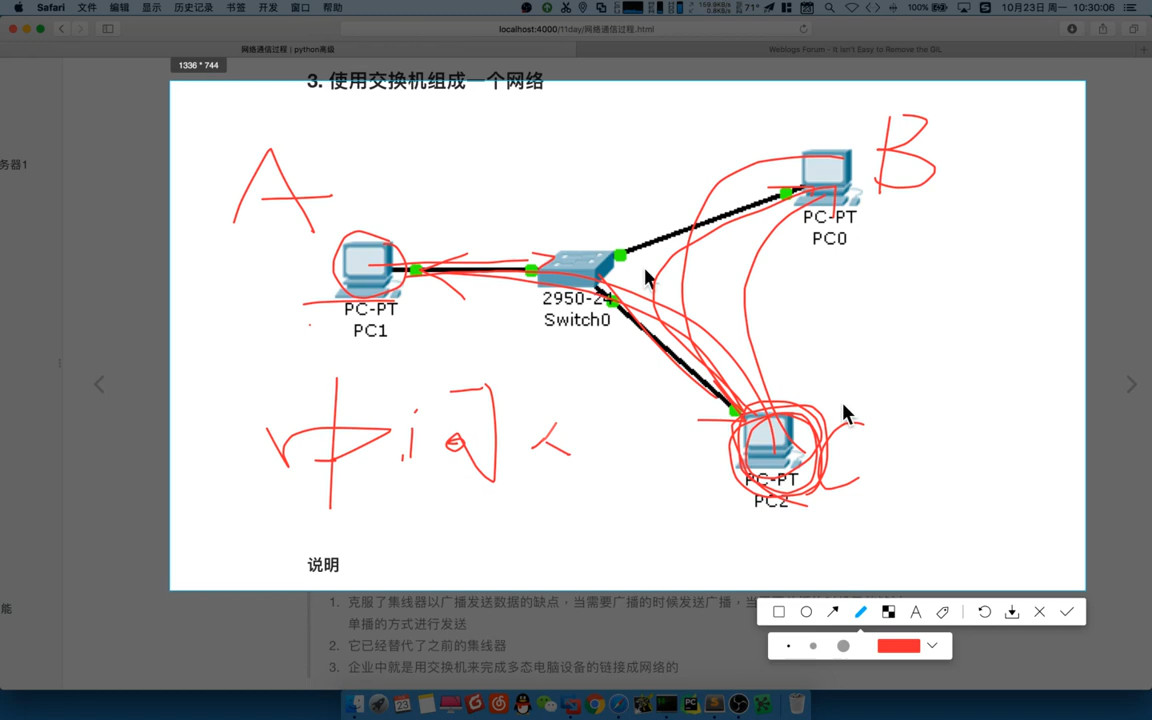 Safari 文件 编辑 显示 历史记录 书签 开发 窗口 帮助
71° 100% 10月23日 周一 10:30:06
localhost:4000/11day/网络通信过程.html
网络通信过程 | python高级
Weblogs Forum - It isn't Easy to Remove the GIL
1336 * 744
3. 使用交换机组成一个网络
A
B
务器1
PC-PT
PC0
PC-PT
PC1
2950-24
Switch0
中间
PC-PT
PC2
说明
能
1. 克服了集线器以广播发送数据的缺点，当需要广播的时候发送广播，当
单播的方式进行发送
2. 它已经替代了之前的集线器
3. 企业中就是用交换机来完成多态电脑设备的链接成网络的